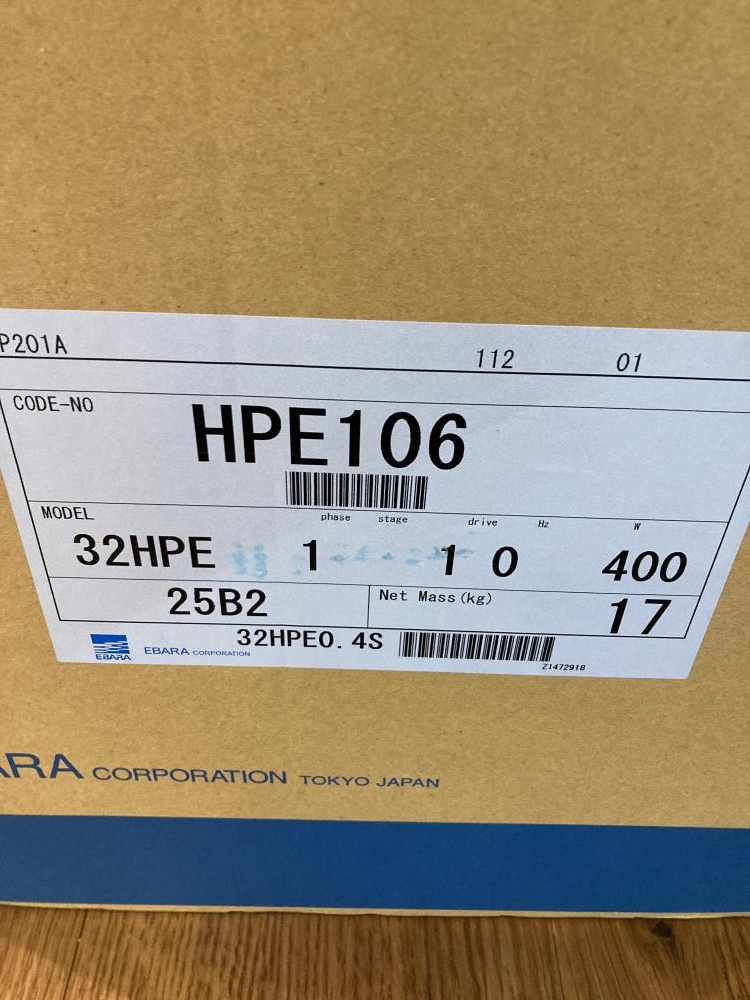 P201A 112 01
CODE-NO HPE106
MODEL phase stage drive Hz W
32HPE 1 1 0 400
25B2 Net Mass(kg) 17
32HPE0.4S
EBARA EBARA CORPORATION Z1472918
ARA CORPORATION TOKYO JAPAN